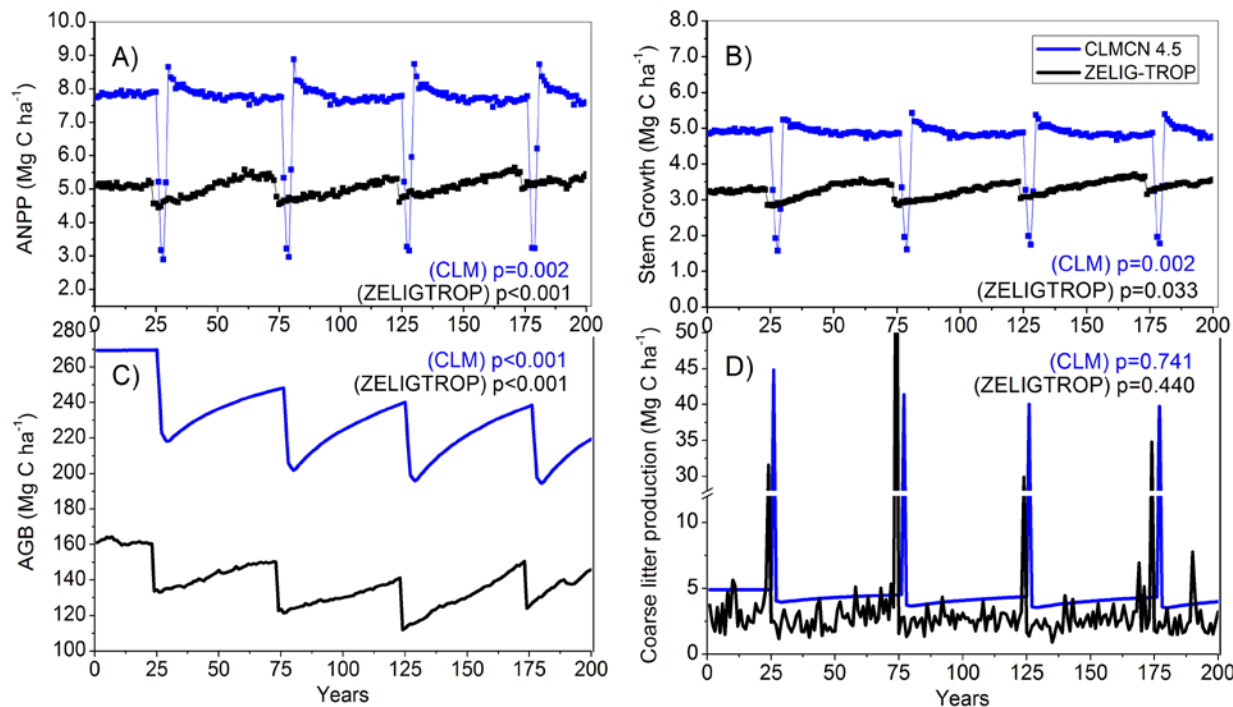 A)
ANPP (Mg C ha⁻¹)
10.0
9.0
8.0
7.0
6.0
5.0
4.0
3.0
2.0
1.0
(CLM) p=0.002
(ZELIGTROP) p<0.001
0 25 50 75 100 125 150 175 200
B)
CLMCN 4.5
ZELIG-TROP
Stem Growth (Mg C ha⁻¹)
8.0
7.0
6.0
5.0
4.0
3.0
2.0
1.0
0.0
(CLM) p=0.002
(ZELIGTROP) p=0.033
0 25 50 75 100 125 150 175 200
C)
(CLM) p<0.001
(ZELIGTROP) p<0.001
AGB (Mg C ha⁻¹)
280
260
240
220
200
180
160
140
120
100
0 25 50 75 100 125 150 175 200
Years
D)
(CLM) p=0.741
(ZELIGTROP) p=0.440
Coarse litter production (Mg C ha⁻¹)
50
45
40
35
30
10
5
0
0 25 50 75 100 125 150 175 200
Years